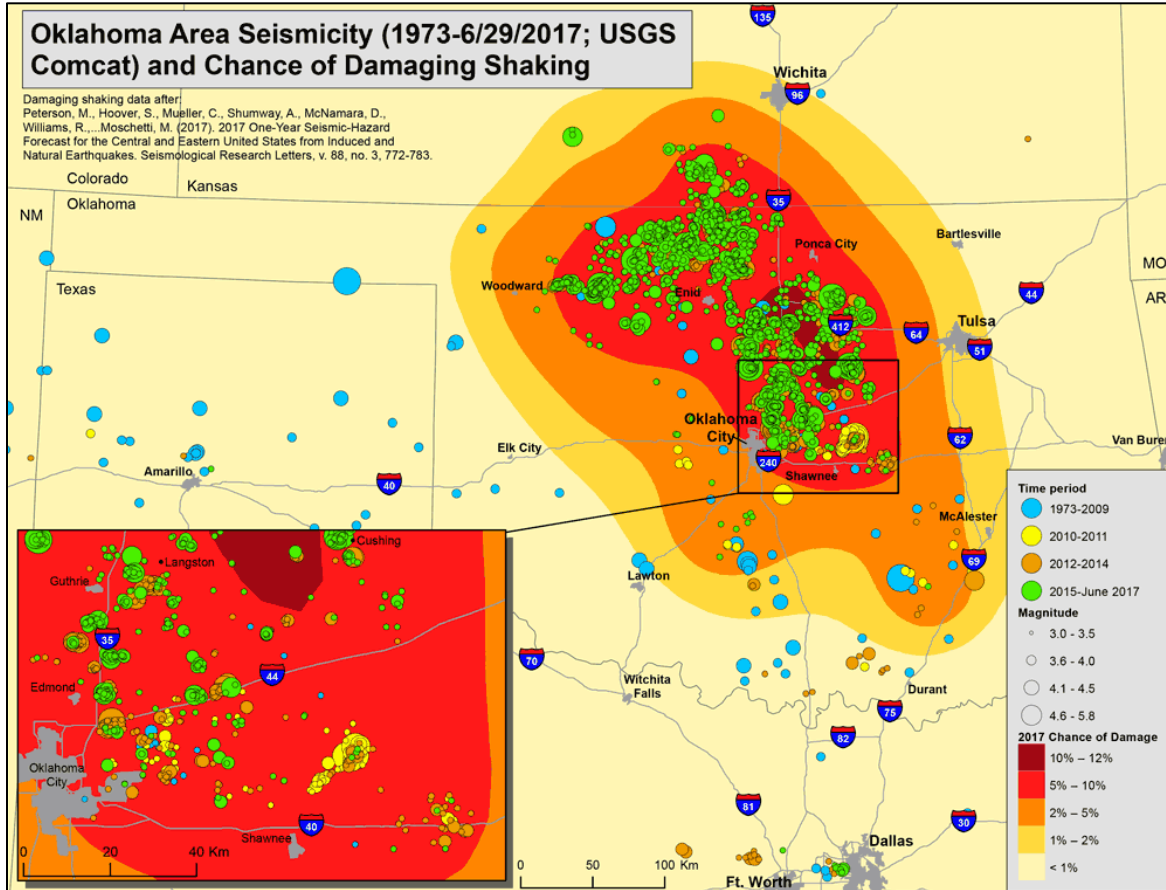 Oklahoma Area Seismicity (1973-6/29/2017; USGS
Comcat) and Chance of Damaging Shaking
Damaging shaking data after:
Peterson, M., Hoover, S., Mueller, C., Shumway, A., McNamara, D.,
Williams, R.,...Moschetti, M. (2017). 2017 One-Year Seismic-Hazard
Forecast for the Central and Eastern United States from Induced and
Natural Earthquakes. Seismological Research Letters, v. 88, no. 3, 772-783.
135
Wichita
96
Colorado
Kansas
NM
Oklahoma
35
Ponca City
Bartlesville
MO
Texas
Woodward
Enid
44
AR
412
64
Tulsa
51
Oklahoma
City
Elk City
62
Van Buren
240
Amarillo
40
Shawnee
McAlester
69
Lawton
70
Witchita
Falls
Durant
75
82
81
30
Dallas
Ft. Worth
0
50
100 Km
Cushing
Langston
Guthrie
35
44
Edmond
Oklahoma
City
40
Shawnee
0
20
40 Km
Time period
1973-2009
2010-2011
2012-2014
2015-June 2017
Magnitude
3.0 - 3.5
3.6 - 4.0
4.1 - 4.5
4.6 - 5.8
2017 Chance of Damage
10% – 12%
5% – 10%
2% – 5%
1% – 2%
< 1%